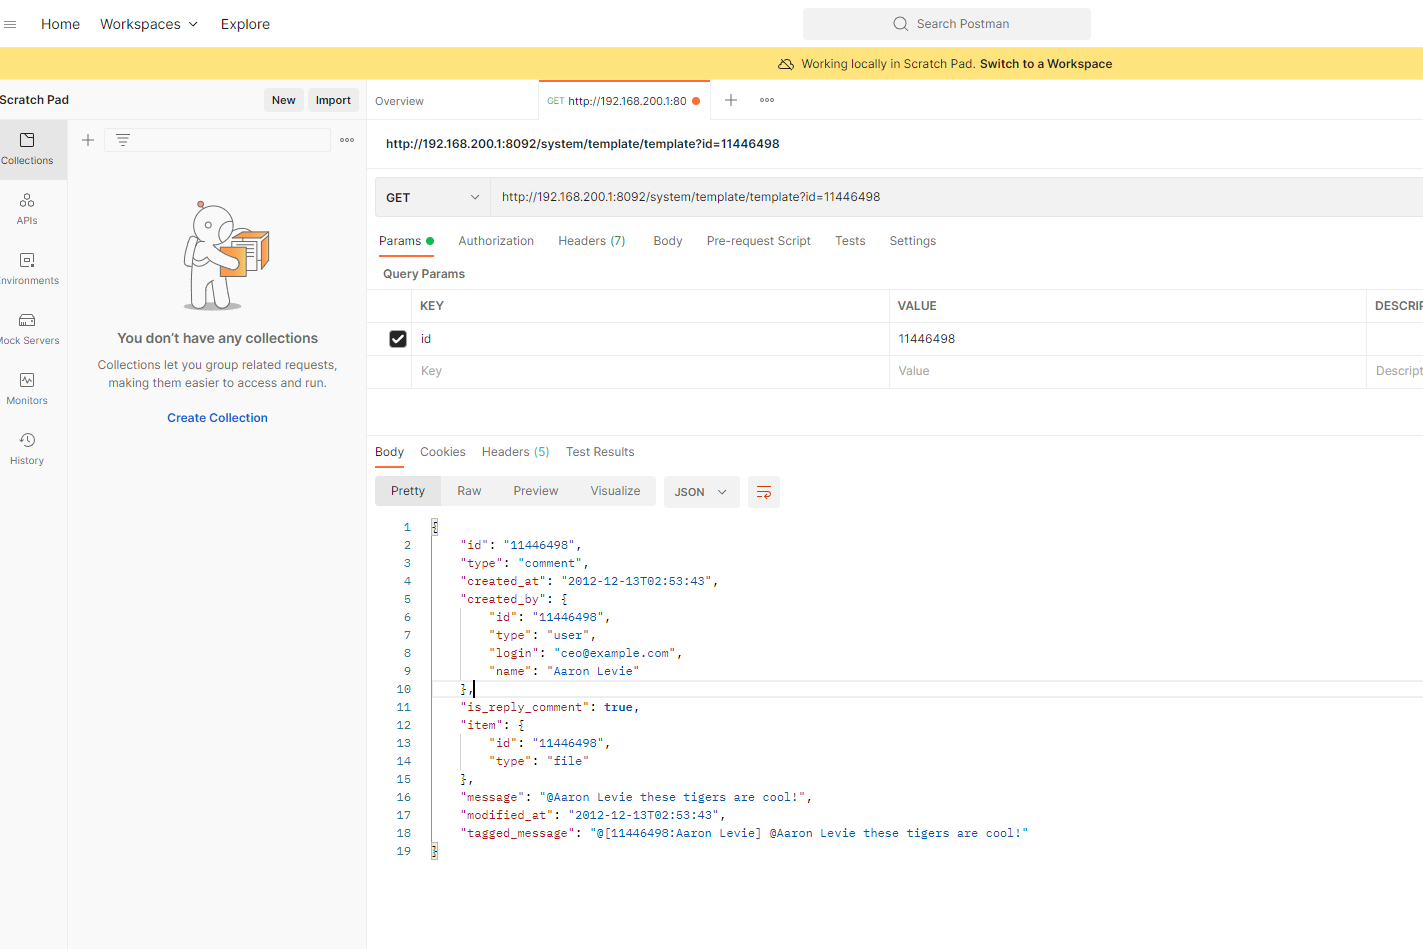 Home Workspaces Explore Search Postman
Working locally in Scratch Pad. Switch to a Workspace
Scratch Pad New Import
Overview GET http://192.168.200.1:80
http://192.168.200.1:8092/system/template/template?id=11446498
GET http://192.168.200.1:8092/system/template/template?id=11446498
Params Authorization Headers (7) Body Pre-request Script Tests Settings
Query Params
KEY VALUE DESCRIP
id 11446498
Key Value Descript
Collections
APIs
nvironments
Mock Servers
Monitors
History
You don’t have any collections
Collections let you group related requests,
making them easier to access and run.
Create Collection
Body Cookies Headers (5) Test Results
Pretty Raw Preview Visualize JSON
1 {
2 "id": "11446498",
3 "type": "comment",
4 "created_at": "2012-12-13T02:53:43",
5 "created_by": {
6 "id": "11446498",
7 "type": "user",
8 "login": "ceo@example.com",
9 "name": "Aaron Levie"
10 },
11 "is_reply_comment": true,
12 "item": {
13 "id": "11446498",
14 "type": "file"
15 },
16 "message": "@Aaron Levie these tigers are cool!",
17 "modified_at": "2012-12-13T02:53:43",
18 "tagged_message": "@[11446498:Aaron Levie] @Aaron Levie these tigers are cool!"
19 }